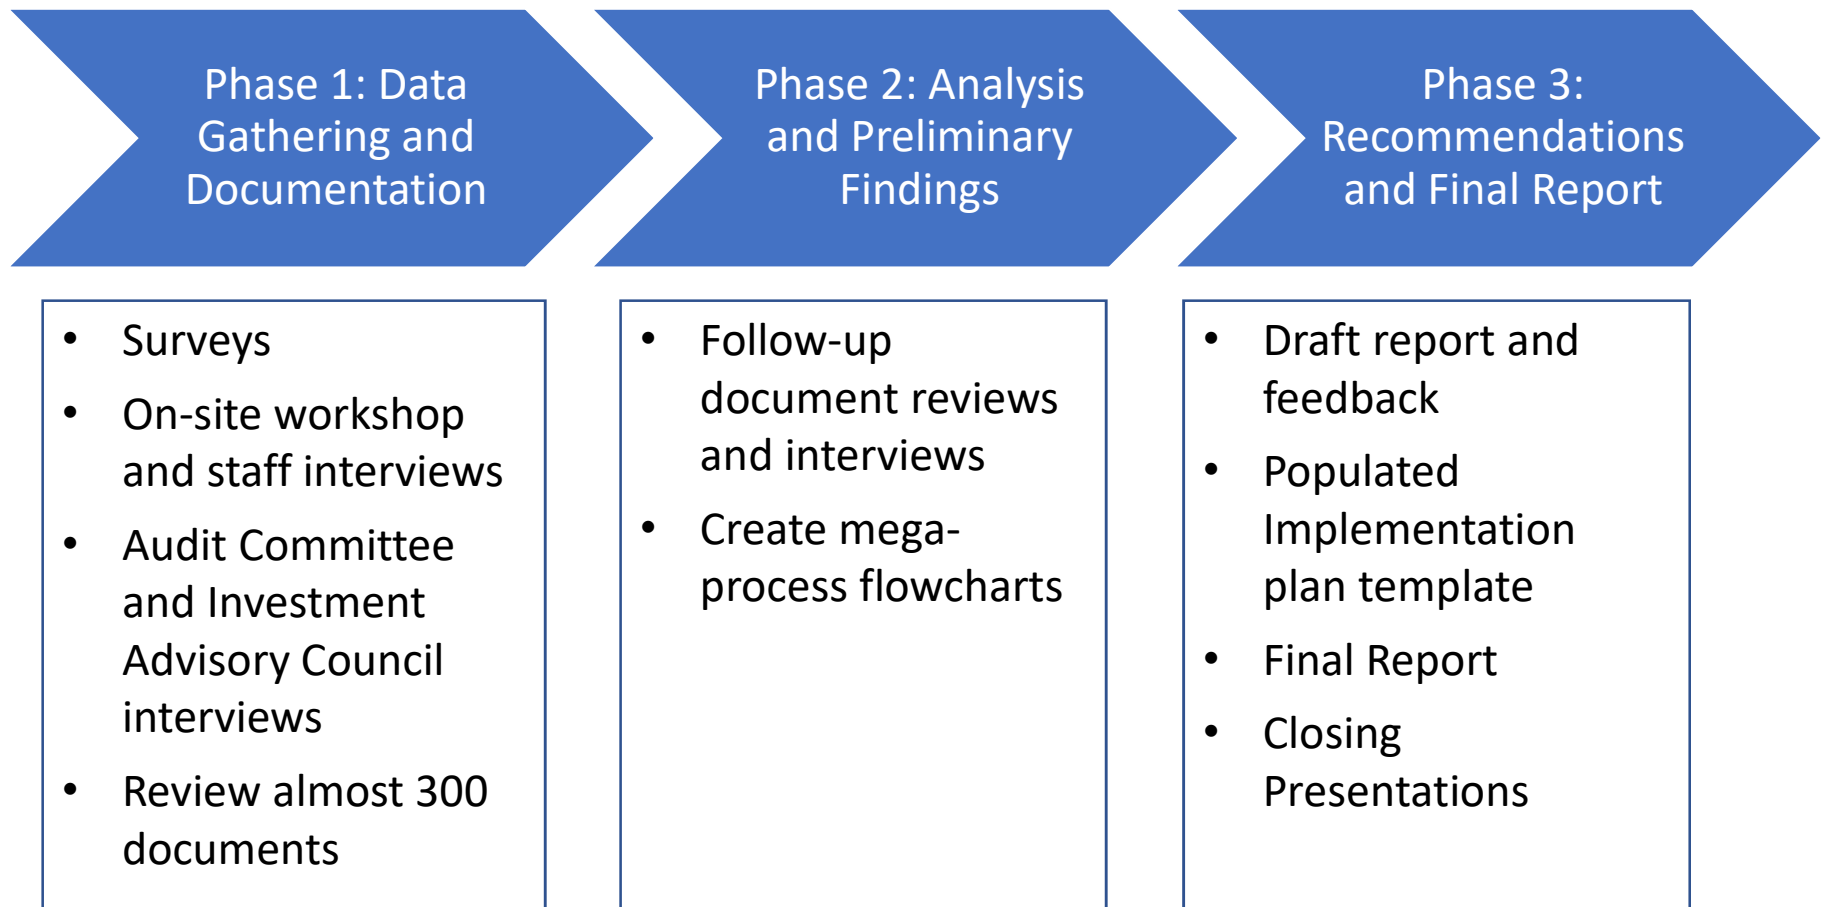 Phase 1: Data
Gathering and
Documentation
Phase 2: Analysis
and Preliminary
Findings
Phase 3:
Recommendations
and Final Report
• Surveys
• On-site workshop
and staff interviews
• Audit Committee
and Investment
Advisory Council
interviews
• Review almost 300
documents
• Follow-up
document reviews
and interviews
• Create mega-
process flowcharts
• Draft report and
feedback
• Populated
Implementation
plan template
• Final Report
• Closing
Presentations